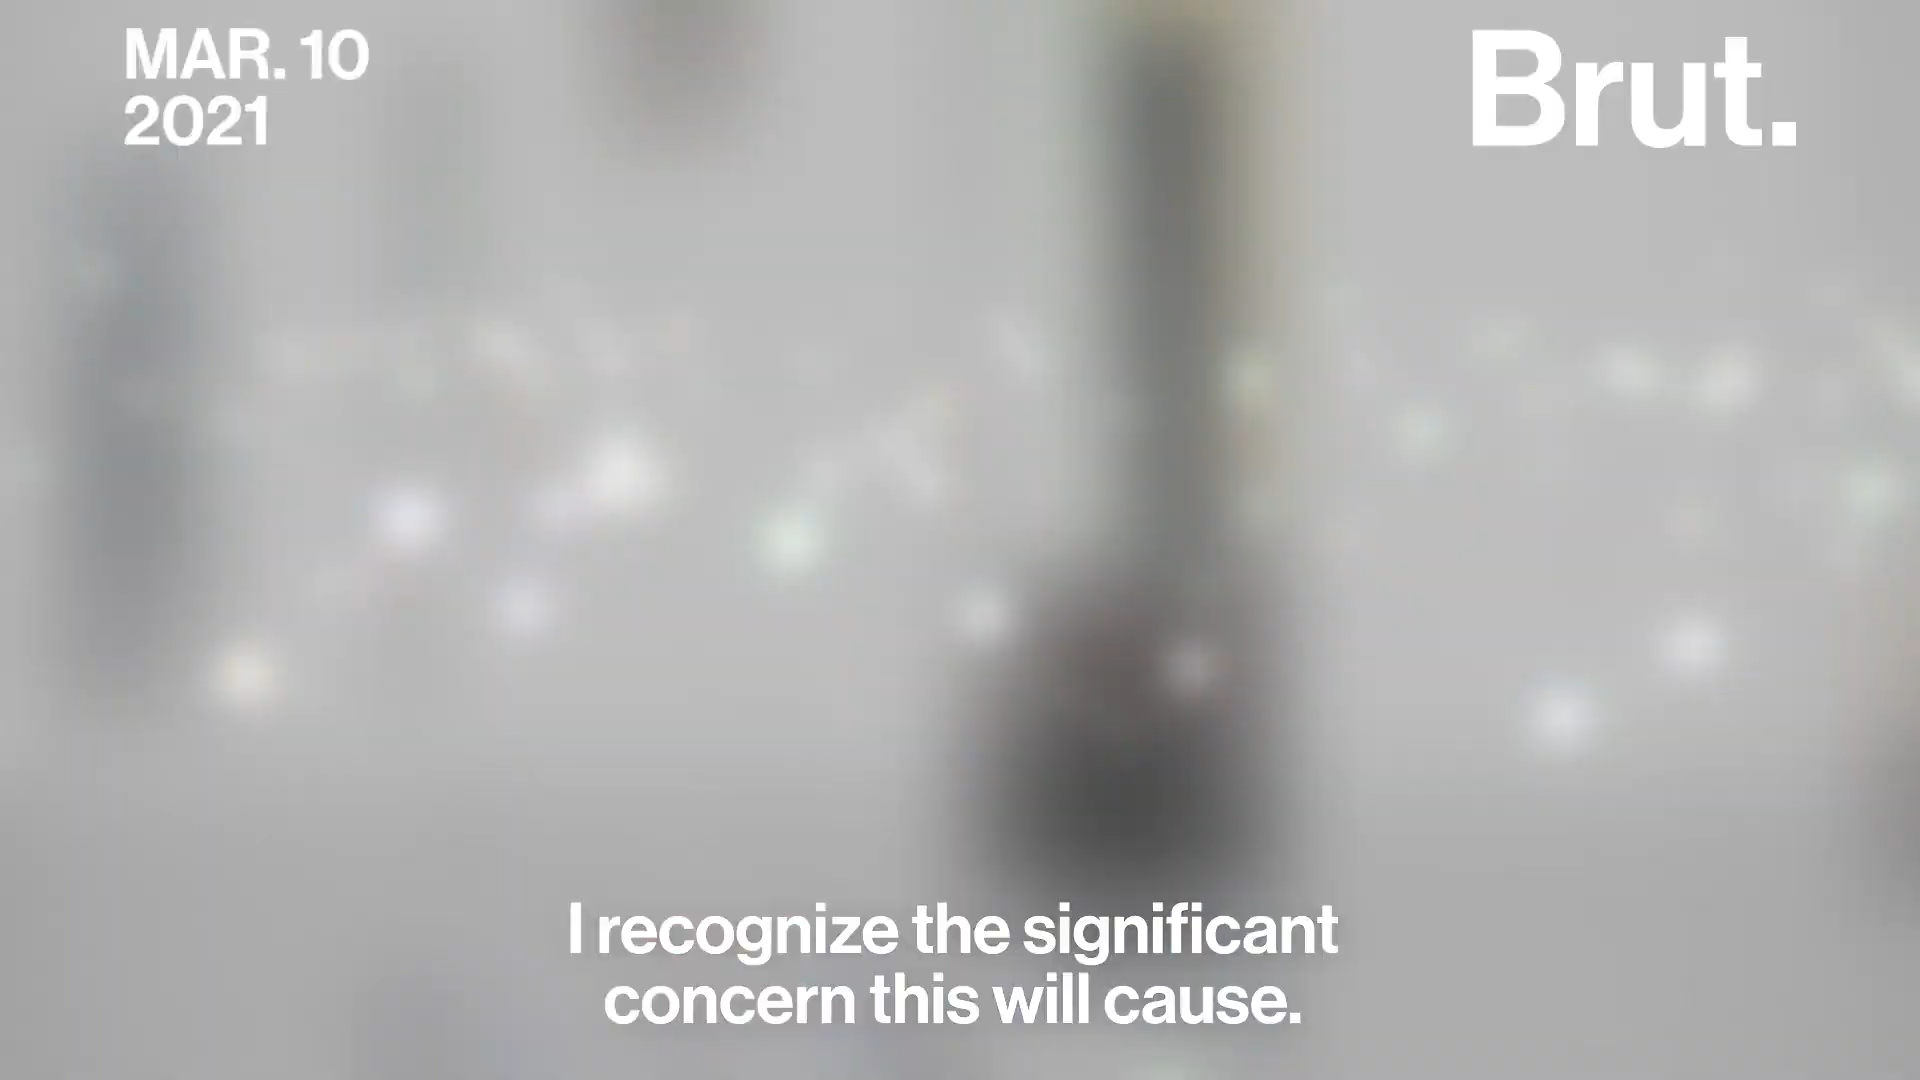 MAR. 10
2021
Brut.
I recognize the significant
concern this will cause.